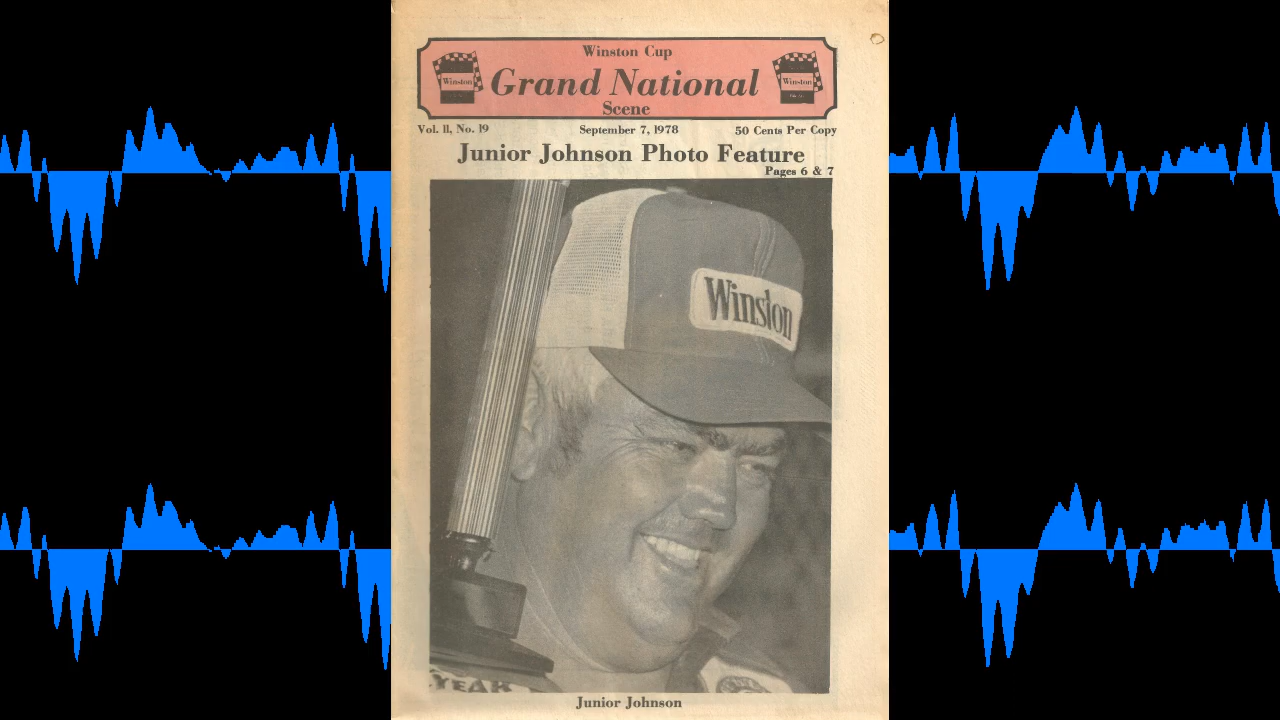 Winston Cup
Winston
Grand National
Winston
Scene
Vol. II, No. 19
September 7, 1978
50 Cents Per Copy
Junior Johnson Photo Feature
Pages 6 & 7
Winston
YEAR
Junior Johnson